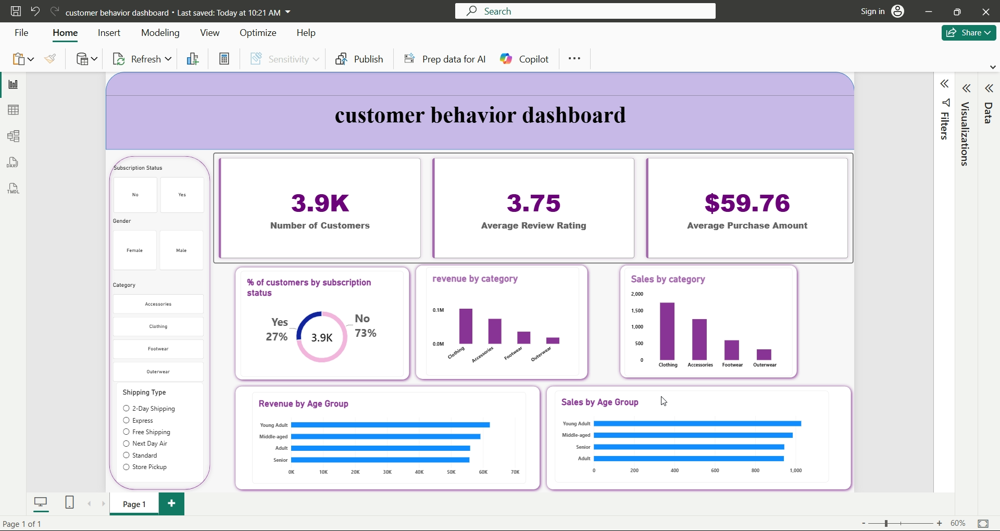 customer behavior dashboard • Last saved: Today at 10:21 AM
Search
Sign in
File
Home
Insert
Modeling
View
Optimize
Help
Share
Refresh
Sensitivity
Publish
Prep data for AI
Copilot
DAX
TMDL
customer behavior dashboard
Subscription Status
No
Yes
Gender
Female
Male
Category
Accessories
Clothing
Footwear
Outerwear
Shipping Type
2-Day Shipping
Express
Free Shipping
Next Day Air
Standard
Store Pickup
3.9K
Number of Customers
3.75
Average Review Rating
$59.76
Average Purchase Amount
% of customers by subscription
status
Yes
27%
3.9K
No
73%
revenue by category
0.1M
0.0M
Clothing
Accessories
Footwear
Outerwear
Sales by category
2,000
1,500
1,000
500
0
Clothing
Accessories
Footwear
Outerwear
Revenue by Age Group
Young Adult
Middle-aged
Adult
Senior
0K
10K
20K
30K
40K
50K
60K
70K
Sales by Age Group
Young Adult
Middle-aged
Senior
Adult
0
200
400
600
800
1,000
Filters
Visualizations
Data
Page 1
Page 1 of 1
60%